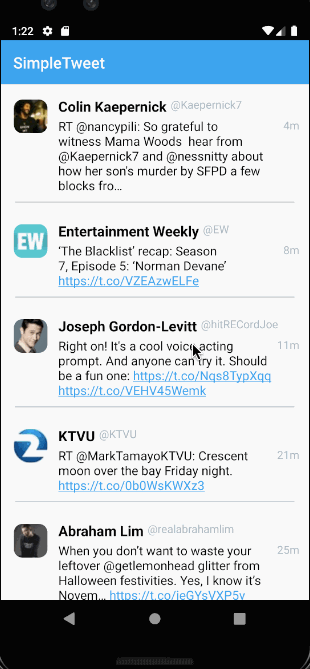 1:22
SimpleTweet
Colin Kaepernick @Kaepernick7
RT @nancypili: So grateful to 4m
witness Mama Woods hear from
@Kaepernick7 and @nessnitty about
how her son's murder by SFPD a few
blocks fro…
EW
Entertainment Weekly @EW
'The Blacklist' recap: Season 8m
7, Episode 5: 'Norman Devane'
https://t.co/VZEAzwELFe
Joseph Gordon-Levitt @hitRECordJoe
Right on! It's a cool voice acting 11m
prompt. And anyone can try it. Should
be a fun one: https://t.co/Nqs8TypXqq
https://t.co/VEHV45Wemk
2
KTVU @KTVU
RT @MarkTamayoKTVU: Crescent 21m
moon over the bay Friday night.
https://t.co/0b0WsKWXz3
Abraham Lim @realabrahamlim
When you don't want to waste your 25m
leftover @getlemonhead glitter from
Halloween festivities. Yes, I know it's
Novem… https://t.co/jeGYsVXP5v